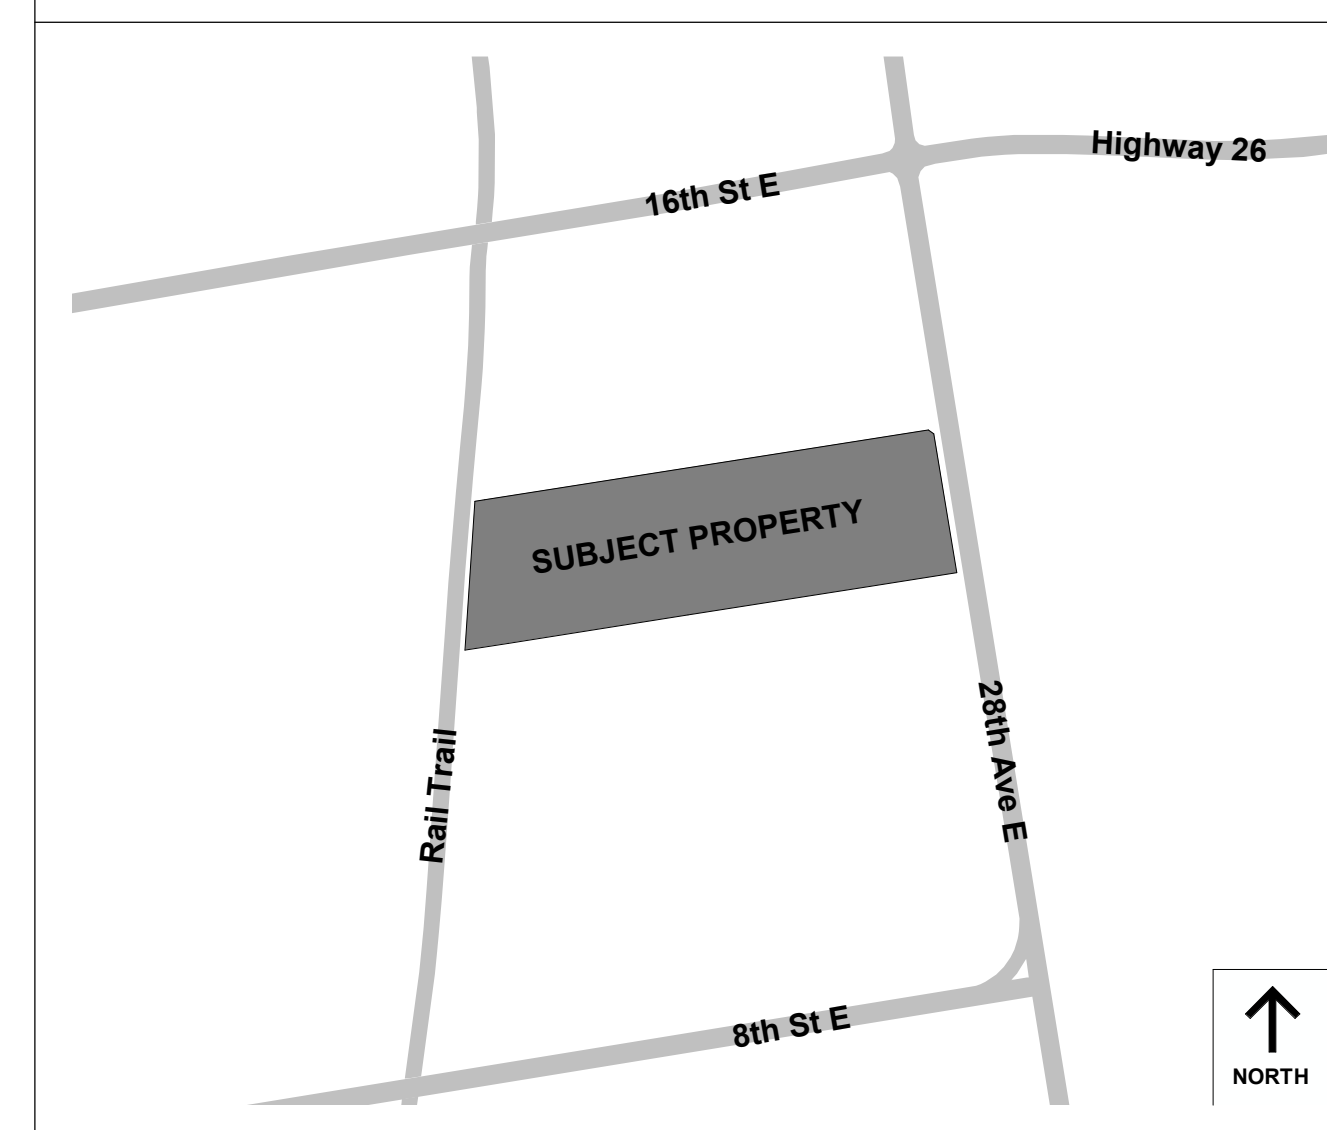 Highway 26
16th St E
SUBJECT PROPERTY
28th Ave E
Rail Trail
8th St E
NORTH